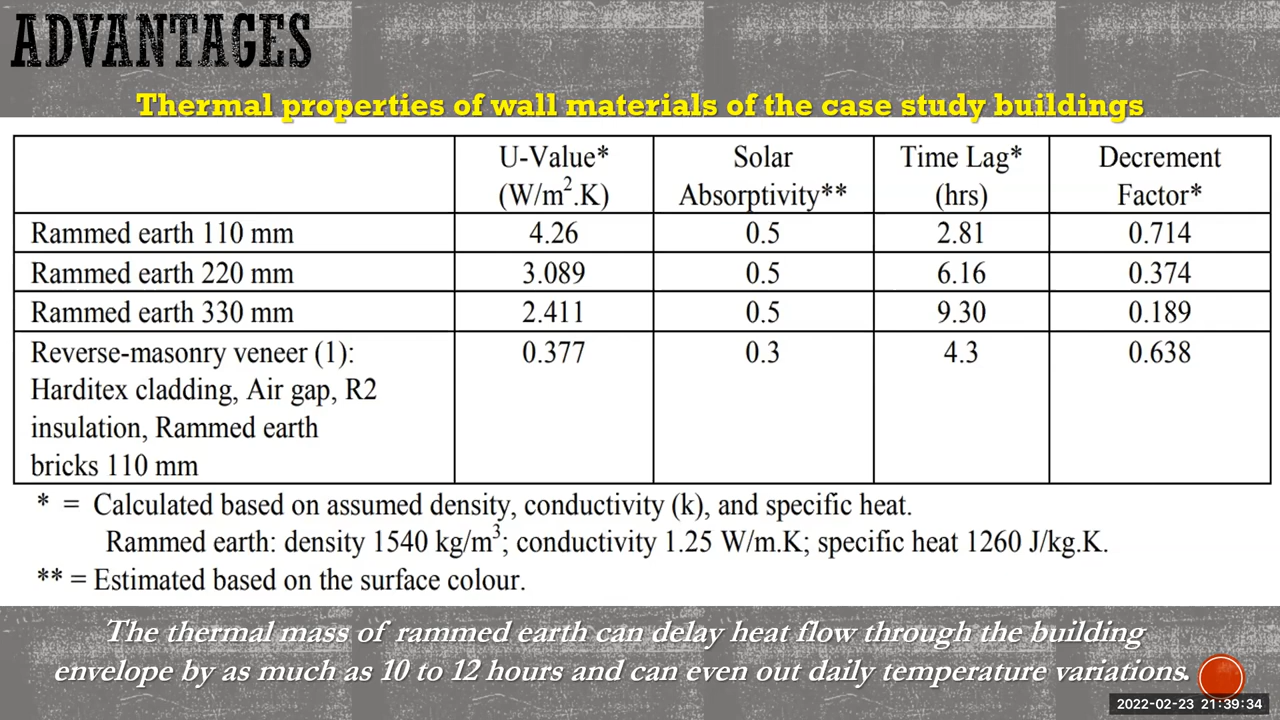 ADVANTAGES
Thermal properties of wall materials of the case study buildings
U-Value* (W/m².K) Solar Absorptivity** Time Lag* (hrs) Decrement Factor*
Rammed earth 110 mm 4.26 0.5 2.81 0.714
Rammed earth 220 mm 3.089 0.5 6.16 0.374
Rammed earth 330 mm 2.411 0.5 9.30 0.189
Reverse-masonry veneer (1): 0.377 0.3 4.3 0.638
Harditex cladding, Air gap, R2
insulation, Rammed earth
bricks 110 mm
* = Calculated based on assumed density, conductivity (k), and specific heat.
Rammed earth: density 1540 kg/m³; conductivity 1.25 W/m.K; specific heat 1260 J/kg.K.
** = Estimated based on the surface colour.
The thermal mass of rammed earth can delay heat flow through the building
envelope by as much as 10 to 12 hours and can even out daily temperature variations.
2022-02-23 21:39:34